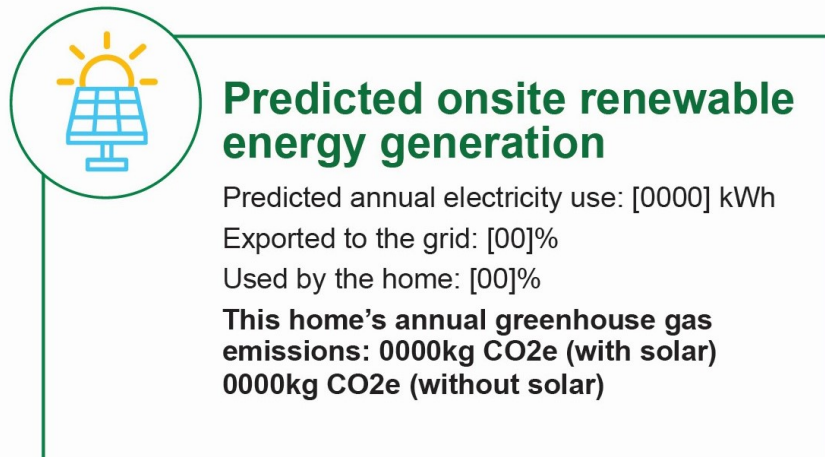 Predicted onsite renewable
energy generation
Predicted annual electricity use: [0000] kWh
Exported to the grid: [00]%
Used by the home: [00]%
This home’s annual greenhouse gas
emissions: 0000kg CO2e (with solar)
0000kg CO2e (without solar)